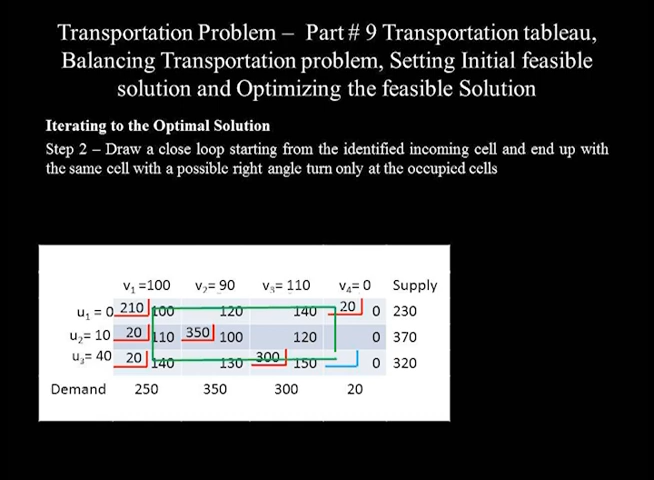 Transportation Problem – Part # 9 Transportation tableau,
Balancing Transportation problem, Setting Initial feasible
solution and Optimizing the feasible Solution
Iterating to the Optimal Solution
Step 2 – Draw a close loop starting from the identified incoming cell and end up with
the same cell with a possible right angle turn only at the occupied cells
v₁ =100 v₂= 90 v₃= 110 v₄= 0 Supply
u₁ = 0 210 100 120 140 20 0 230
u₂= 10 20 110 350 100 120 0 370
u₃= 40 20 140 130 300 150 0 320
Demand 250 350 300 20